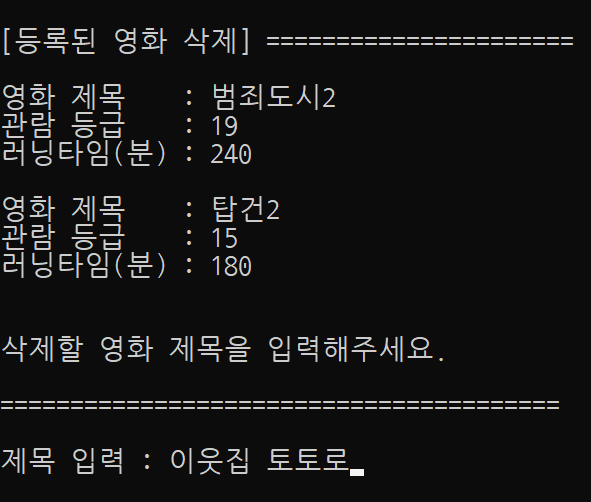 [등록된 영화 삭제] ======================
영화 제목    : 범죄도시2
관람 등급    : 19
러닝타임(분) : 240
영화 제목    : 탑건2
관람 등급    : 15
러닝타임(분) : 180
삭제할 영화 제목을 입력해주세요.
========================================
제목 입력 : 이웃집 토토로